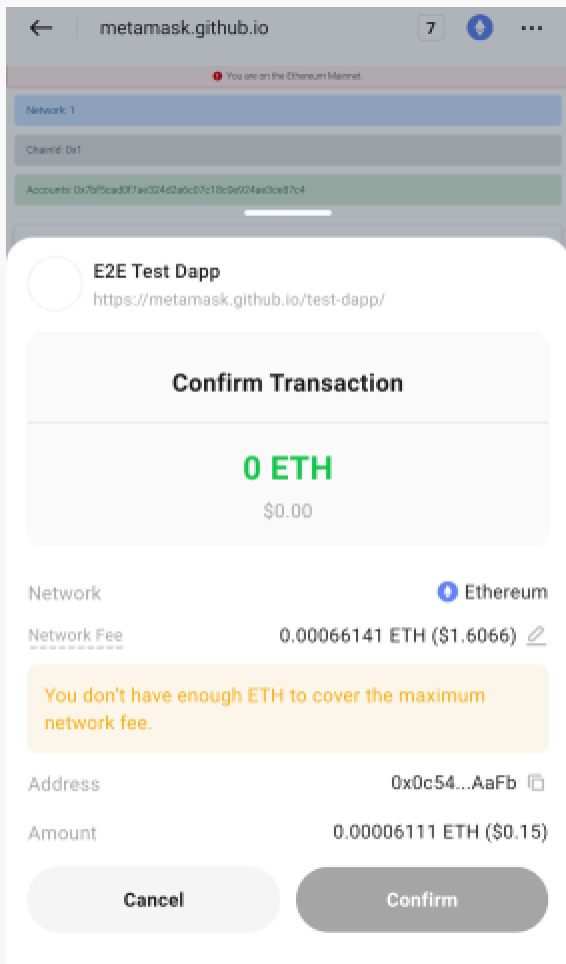 metamask.github.io
7
You are on the Ethereum Mainnet.
Network: 1
ChainId: 0x1
Accounts: 0x7bf5cad0f7ae324d2a6c07c18c0e924ae3ce87c4
E2E Test Dapp
https://metamask.github.io/test-dapp/
Confirm Transaction
0 ETH
$0.00
Network Ethereum
Network Fee 0.00066141 ETH ($1.6066)
You don't have enough ETH to cover the maximum
network fee.
Address 0x0c54...AaFb
Amount 0.00006111 ETH ($0.15)
Cancel Confirm